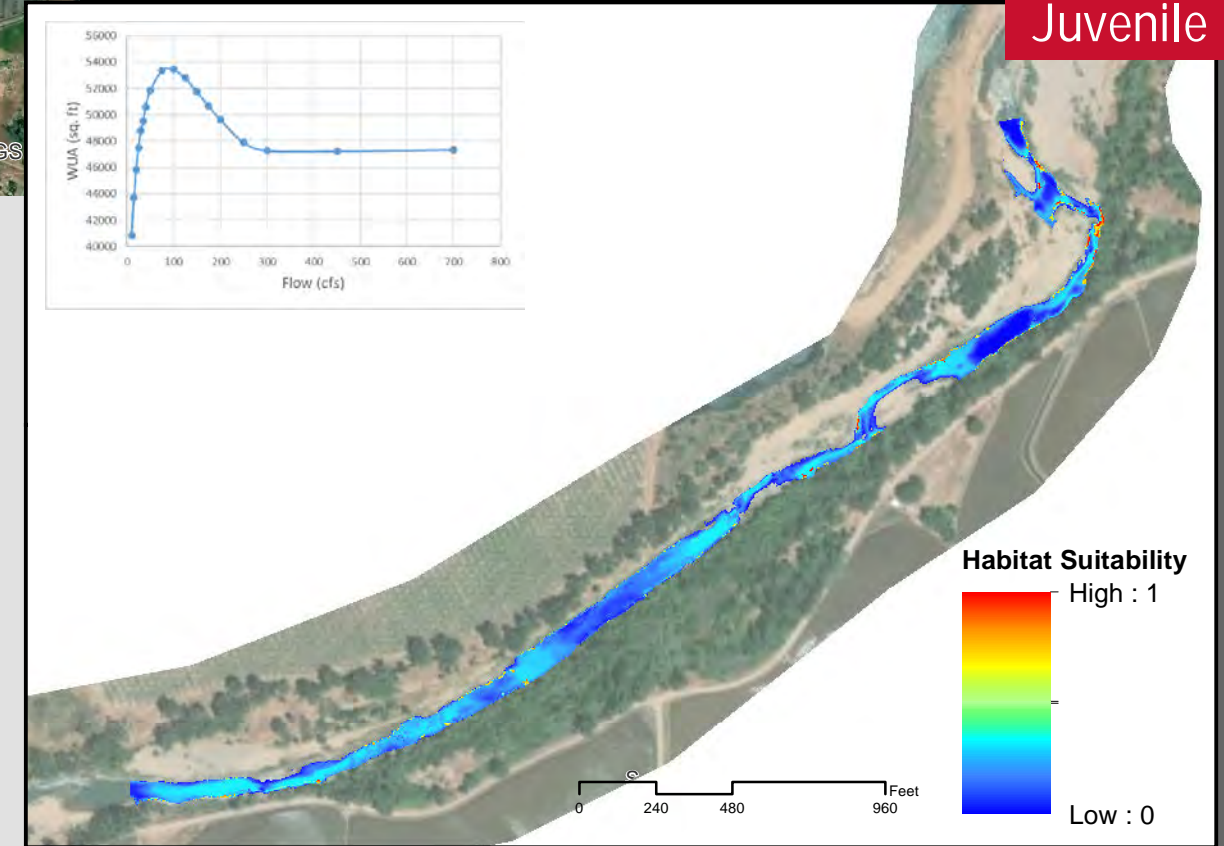 Juvenile
GS
56000
54000
52000
50000
48000
46000
44000
42000
40000
WUA (sq. ft)
0 100 200 300 400 500 600 700 800
Flow (cfs)
Habitat Suitability
High : 1
Low : 0
S
Feet
0 240 480 960